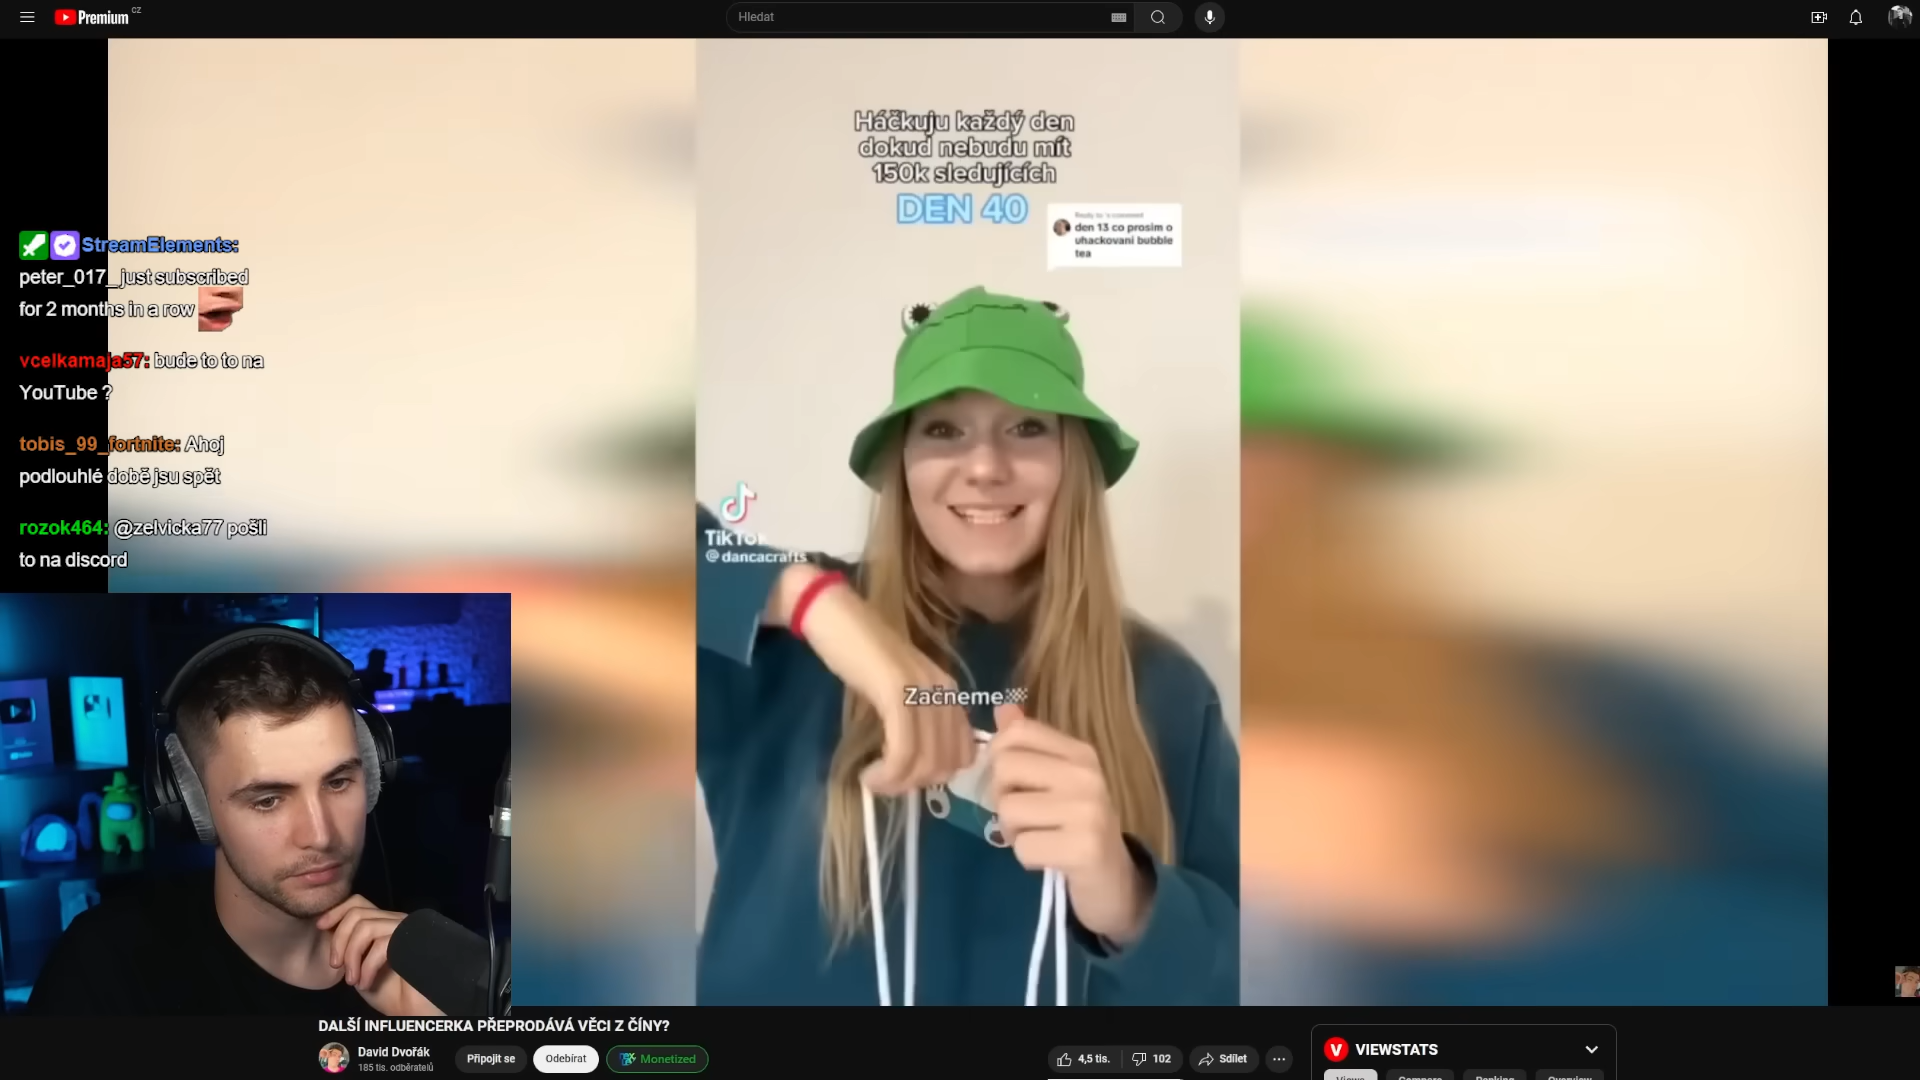 Premium CZ
Hledat
Háčkuju každý den
dokud nebudu mít
150k sledujících
DEN 40
den 13 co prosim o
uhackovani bubble
tea
StreamElements:
peter_017_ just subscribed
for 2 months in a row
vcelkamaja57: bude to to na
YouTube ?
tobis_99_fortnite: Ahoj
podlouhlé době jsu spět
rozok464: @zelvicka77 pošli
to na discord
TikTok
@dancacrafts
Začneme
DALŠÍ INFLUENCERKA PŘEPRODÁVÁ VĚCI Z ČÍNY?
David Dvořák
185 tis. odběratelů
Připojit se
Odebírat
Monetized
4,5 tis.
102
Sdílet
VIEWSTATS